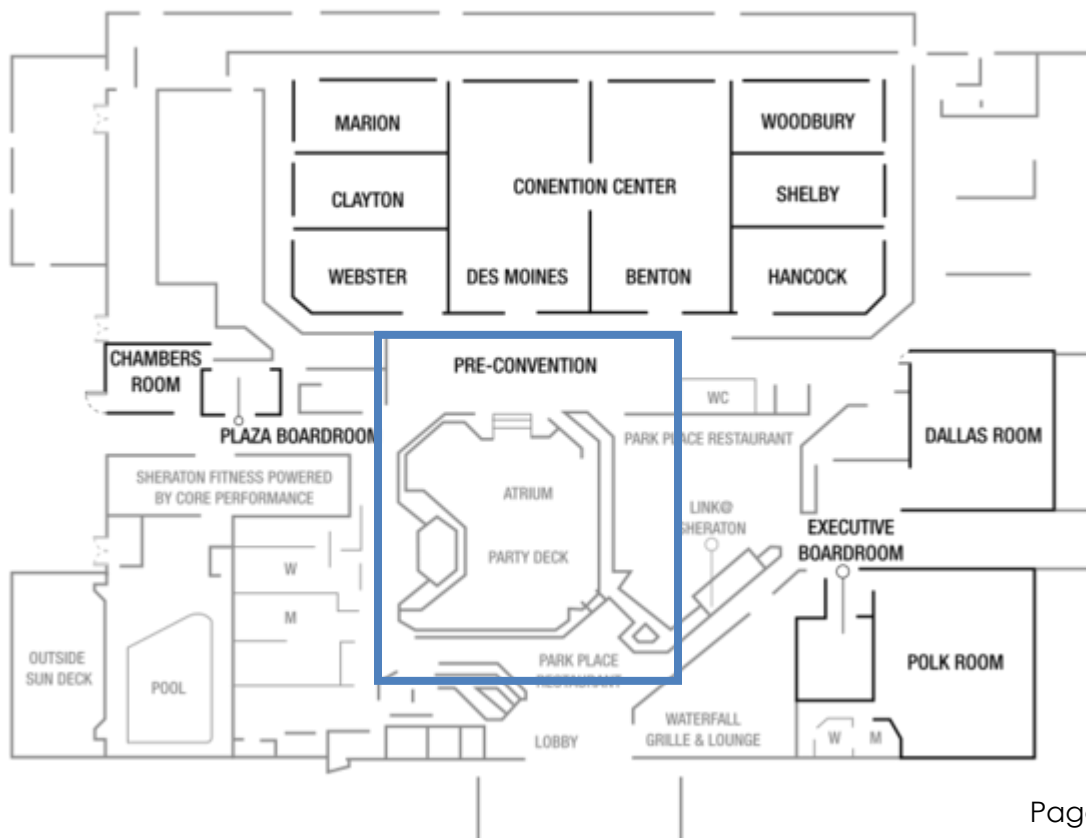 MARION
WOODBURY
CONENTION CENTER
CLAYTON
SHELBY
WEBSTER
DES MOINES
BENTON
HANCOCK
CHAMBERS
ROOM
PRE-CONVENTION
WC
PLAZA BOARDROOM
PARK PLACE RESTAURANT
DALLAS ROOM
SHERATON FITNESS POWERED
BY CORE PERFORMANCE
ATRIUM
LINK@
SHERATON
EXECUTIVE
BOARDROOM
PARTY DECK
W
M
OUTSIDE
SUN DECK
POOL
PARK PLACE
RESTAURANT
POLK ROOM
WATERFALL
GRILLE & LOUNGE
LOBBY
W
M